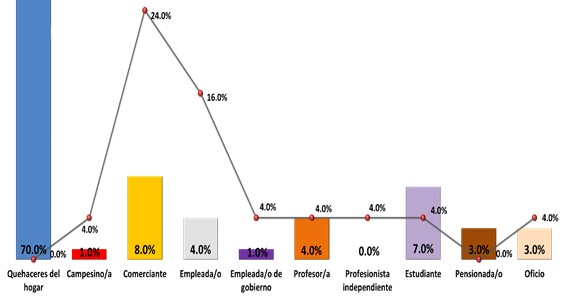 24.0%
16.0%
4.0%
4.0%
4.0%
4.0%
4.0%
4.0%
70.0%
0.0%
1.0%
8.0%
4.0%
1.0%
4.0%
0.0%
7.0%
3.0%
0.0%
3.0%
Quehaceres del
hogar
Campesino/a
Comerciante
Empleada/o
Empleada/o de
gobierno
Profesor/a
Profesionista
independiente
Estudiante
Pensionada/o
Oficio